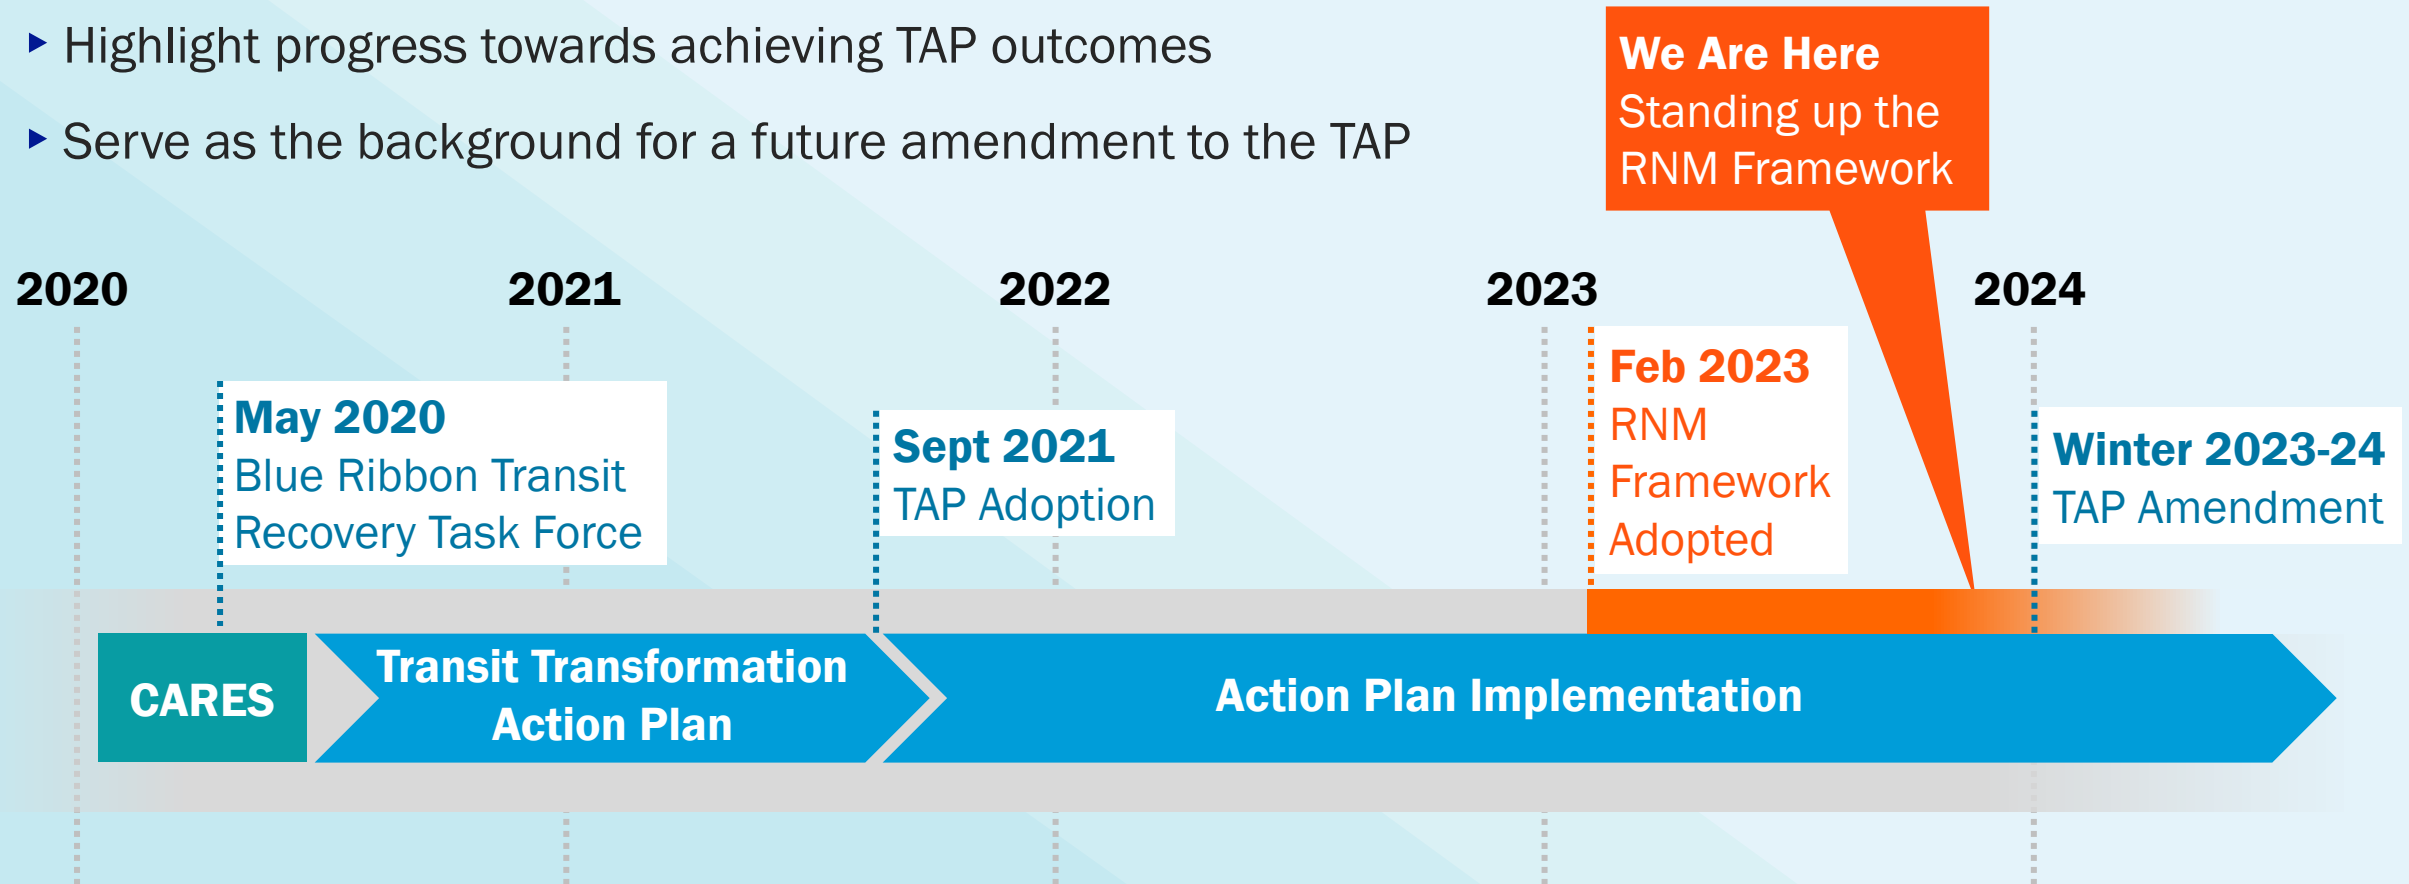 ▸ Highlight progress towards achieving TAP outcomes
▸ Serve as the background for a future amendment to the TAP
We Are Here
Standing up the
RNM Framework
2020
2021
2022
2023
2024
May 2020
Blue Ribbon Transit
Recovery Task Force
Sept 2021
TAP Adoption
Feb 2023
RNM
Framework
Adopted
Winter 2023-24
TAP Amendment
CARES
Transit Transformation
Action Plan
Action Plan Implementation